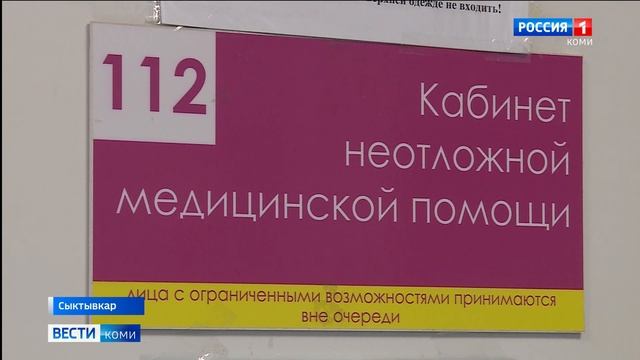 одежде не входить!
РОССИЯ 1
КОМИ
112
Кабинет
неотложной
медицинской помощи
лица с ограниченными возможностями принимаются
вне очереди
Сыктывкар
ВЕСТИ КОМИ